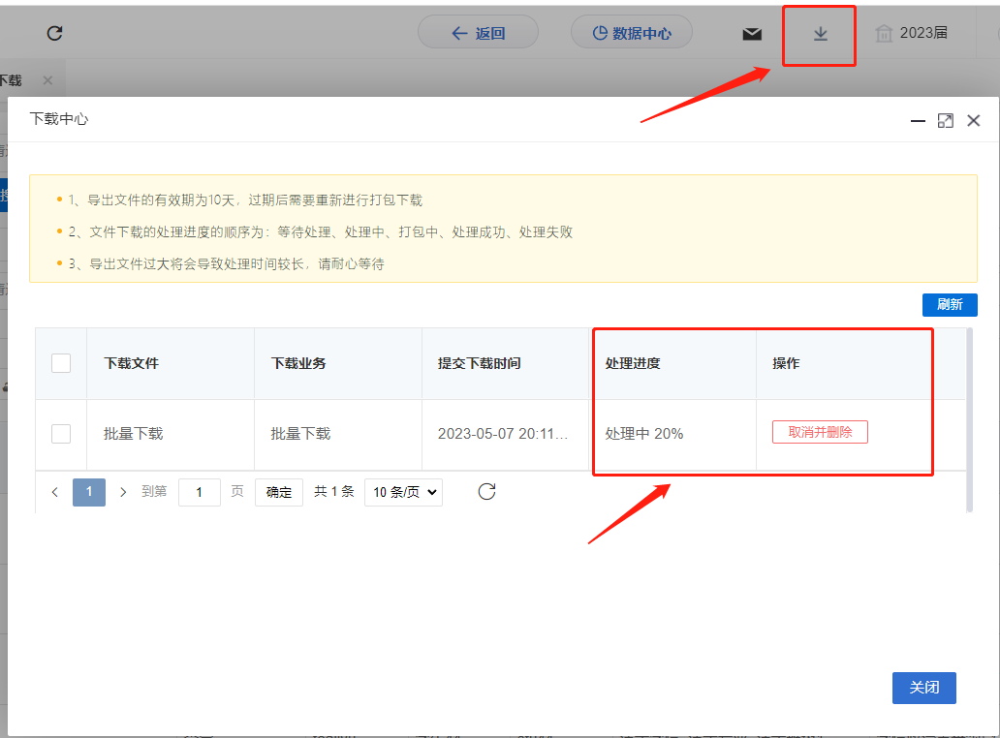 返回
数据中心
2023届
下载
下载中心
1、导出文件的有效期为10天，过期后需要重新进行打包下载
2、文件下载的处理进度的顺序为：等待处理、处理中、打包中、处理成功、处理失败
3、导出文件过大将会导致处理时间较长，请耐心等待
刷新
下载文件 下载业务 提交下载时间 处理进度 操作
批量下载 批量下载 2023-05-07 20:11... 处理中 20% 取消并删除
1 到第 1 页 确定 共 1 条 10 条/页
关闭